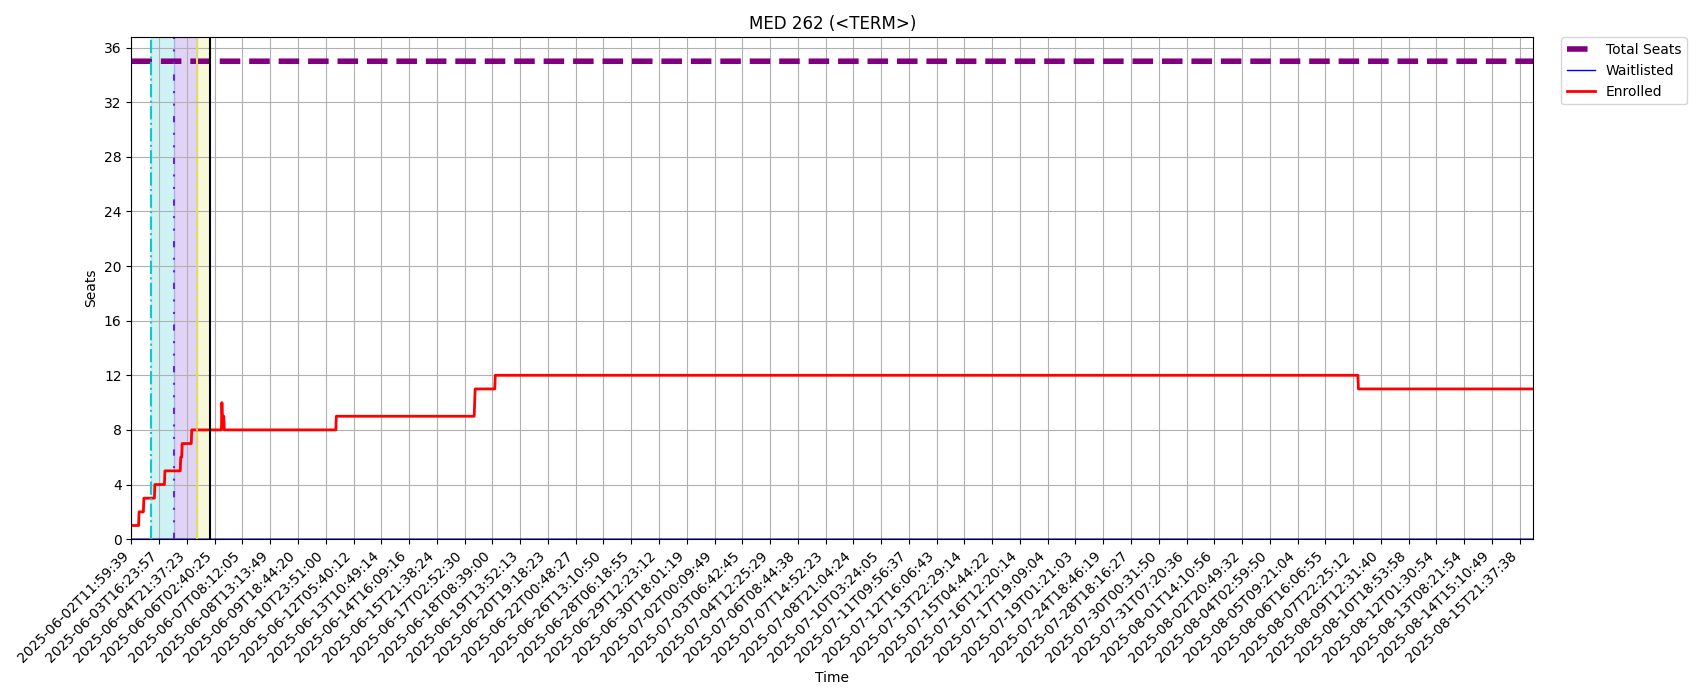 MED 262 (<TERM>)
Total Seats
Waitlisted
Enrolled
Seats
36
32
28
24
20
16
12
8
4
0
2025-06-02T11:59:39
2025-06-03T16:23:57
2025-06-04T21:37:23
2025-06-06T02:40:25
2025-06-07T08:12:05
2025-06-08T13:13:49
2025-06-09T18:44:20
2025-06-10T23:51:00
2025-06-12T05:40:12
2025-06-13T10:49:14
2025-06-14T16:09:16
2025-06-15T21:38:24
2025-06-17T02:52:30
2025-06-18T08:39:00
2025-06-19T13:52:13
2025-06-20T19:18:23
2025-06-22T00:48:27
2025-06-26T13:10:50
2025-06-28T06:18:55
2025-06-29T12:23:12
2025-06-30T18:01:19
2025-07-02T00:09:49
2025-07-03T06:42:45
2025-07-04T12:25:29
2025-07-06T08:44:38
2025-07-07T14:52:23
2025-07-08T21:04:24
2025-07-10T03:24:05
2025-07-11T09:56:37
2025-07-12T16:06:43
2025-07-13T22:29:14
2025-07-15T04:44:22
2025-07-16T12:20:14
2025-07-17T19:09:04
2025-07-19T01:21:03
2025-07-24T18:46:19
2025-07-28T18:16:27
2025-07-30T00:31:50
2025-07-31T07:20:36
2025-08-01T14:10:56
2025-08-02T20:49:32
2025-08-04T02:59:50
2025-08-05T09:21:04
2025-08-06T16:06:55
2025-08-07T22:25:12
2025-08-09T12:31:40
2025-08-10T18:53:58
2025-08-12T01:30:54
2025-08-13T08:21:54
2025-08-14T15:10:49
2025-08-15T21:37:38
Time